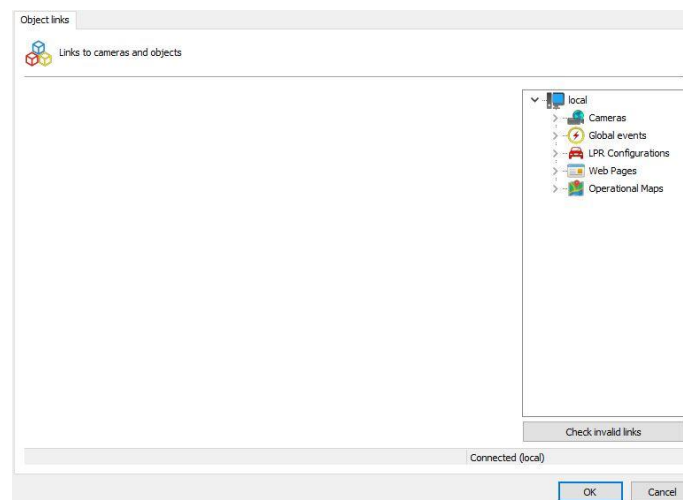 Object links
Links to cameras and objects
local
Cameras
Global events
LPR Configurations
Web Pages
Operational Maps
Check invalid links
Connected (local)
OK Cancel